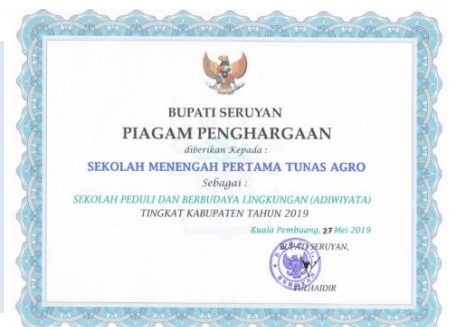 BUPATI SERUYAN
PIAGAM PENGHARGAAN
diberikan Kepada :
SEKOLAH MENENGAH PERTAMA TUNAS AGRO
Sebagai :
SEKOLAH PEDULI DAN BERBUDAYA LINGKUNGAN (ADIWIYATA)
TINGKAT KABUPATEN TAHUN 2019
Kuala Pembuang, 27 Mei 2019
BUPATI SERUYAN,
YULHAIDIR